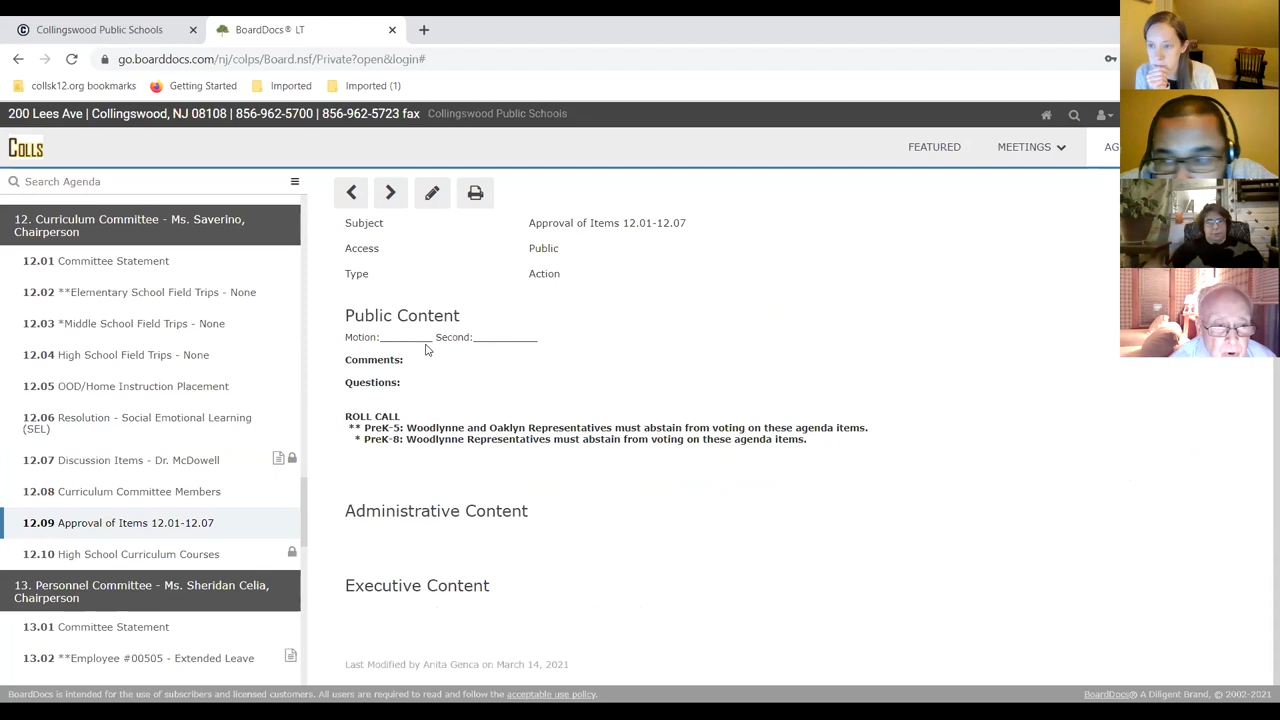 Collingswood Public Schools
BoardDocs® LT
go.boarddocs.com/nj/colps/Board.nsf/Private?open&login#
collsk12.org bookmarks
Getting Started
Imported
Imported (1)
200 Lees Ave | Collingswood, NJ 08108 | 856-962-5700 | 856-962-5723 fax
Collingswood Public Schools
COLLS
FEATURED
MEETINGS
AG
Search Agenda
12. Curriculum Committee - Ms. Saverino,
Chairperson
12.01 Committee Statement
12.02 **Elementary School Field Trips - None
12.03 *Middle School Field Trips - None
12.04 High School Field Trips - None
12.05 OOD/Home Instruction Placement
12.06 Resolution - Social Emotional Learning
(SEL)
12.07 Discussion Items - Dr. McDowell
12.08 Curriculum Committee Members
12.09 Approval of Items 12.01-12.07
12.10 High School Curriculum Courses
13. Personnel Committee - Ms. Sheridan Celia,
Chairperson
13.01 Committee Statement
13.02 **Employee #00505 - Extended Leave
Subject Approval of Items 12.01-12.07
Access Public
Type Action
Public Content
Motion:_________ Second:___________
Comments:
Questions:
ROLL CALL
** PreK-5: Woodlynne and Oaklyn Representatives must abstain from voting on these agenda items.
* PreK-8: Woodlynne Representatives must abstain from voting on these agenda items.
Administrative Content
Executive Content
Last Modified by Anita Genca on March 14, 2021
BoardDocs is intended for the use of subscribers and licensed customers. All users are required to read and follow the acceptable use policy.
BoardDocs® A Diligent Brand, © 2002-2021